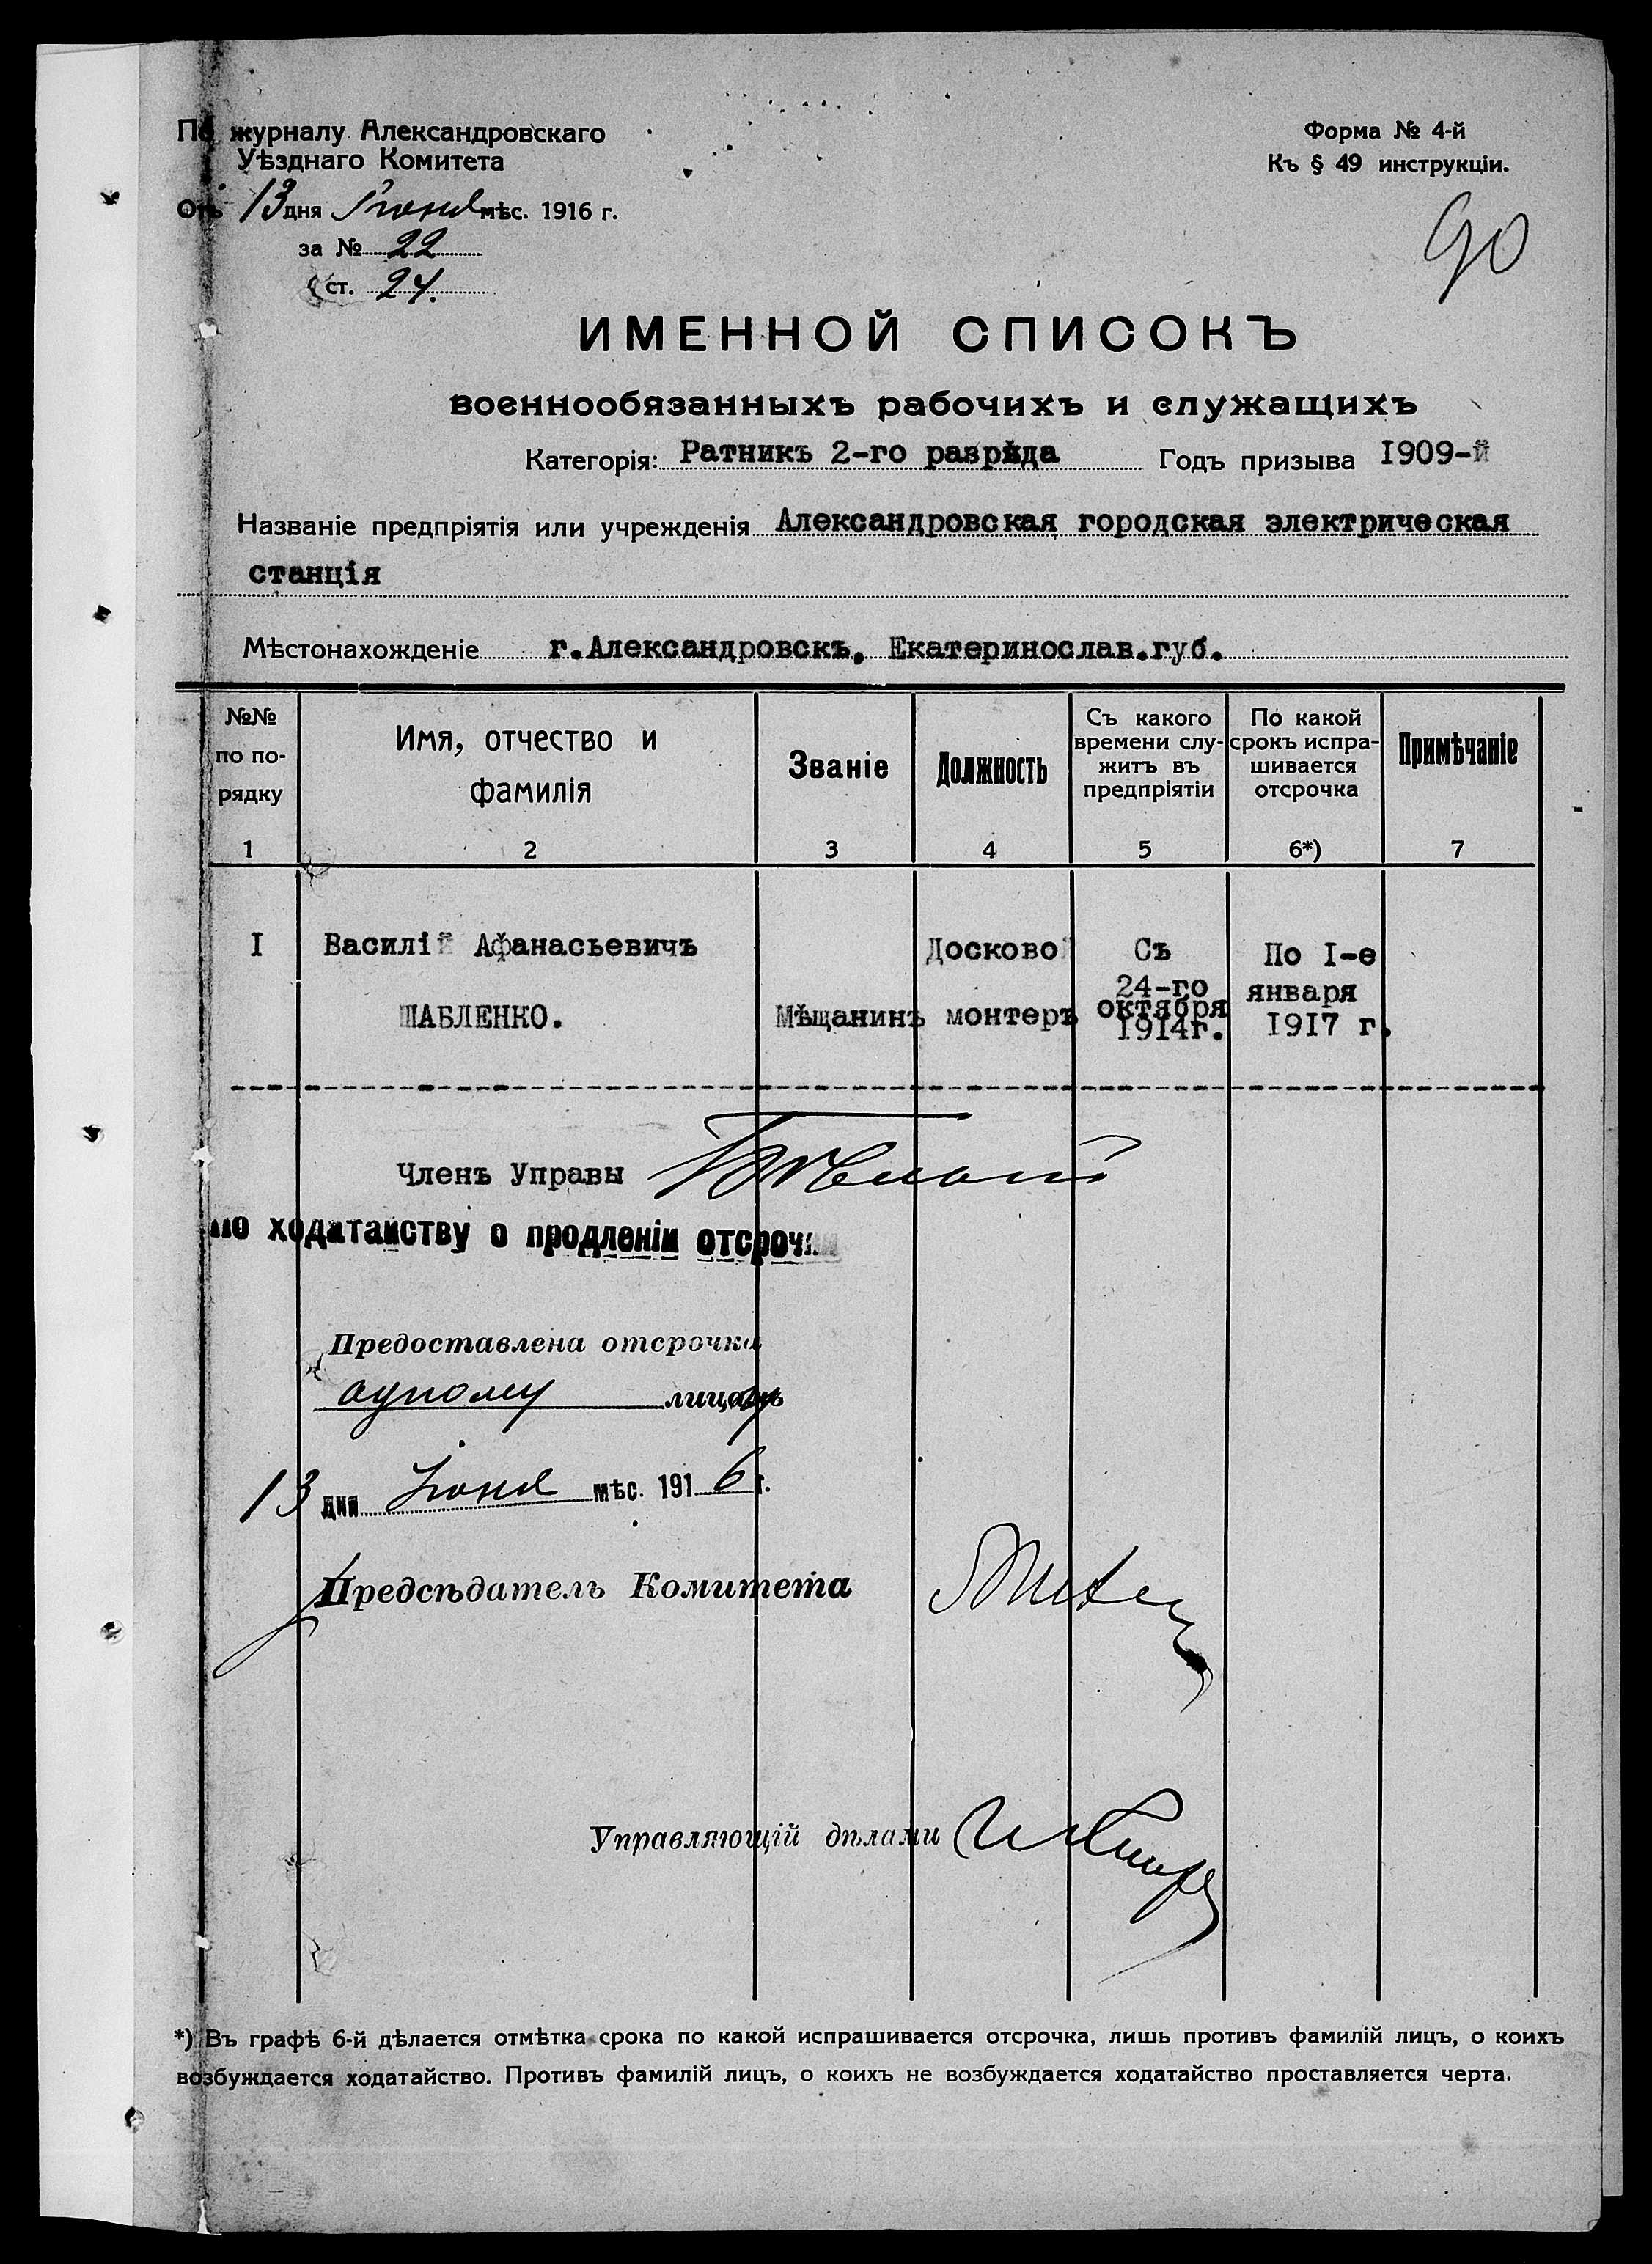 По журналу Александровскаго
Уѣзднаго Комитета
Отъ 13 дня Іюня мѣс. 1916 г.
за № 22
ст. 24.
Форма № 4-й
Къ § 49 инструкціи.
90
ИМЕННОЙ СПИСОКЪ
военнообязанныхъ рабочихъ и служащихъ
Категорія: Ратникъ 2-го разряда Годъ призыва I909-й
Названіе предпріятія или учрежденія Александровская городская электрическая
станція
Мѣстонахожденіе г.Александровскъ, Екатеринослав.губ.
№№
по по-
рядку
Имя, отчество и
фамилія
Званіе
Должность
Съ какого
времени слу-
житъ въ
предпріятіи
По какой
срокъ испра-
шивается
отсрочка
Примѣчаніе
1 2 3 4 5 6*) 7
I Василій Афанасьевичъ
ШАБЛЕНКО.
Мѣщанинъ
Досковой
монтеръ
Съ
24-го
октября
I9I4г.
По I-е
января
I9I7 г.
Членъ Управы
по ходатайству о продленіи отсрочки
Предоставлена отсрочка
одному лицу
13 дня Іюня мѣс. 1916 г.
Предсѣдатель Комитета
Управляющій дѣлами
*) Въ графѣ 6-й дѣлается отмѣтка срока по какой испрашивается отсрочка, лишь противъ фамилій лицъ, о коихъ
возбуждается ходатайство. Противъ фамилій лицъ, о коихъ не возбуждается ходатайство проставляется черта.